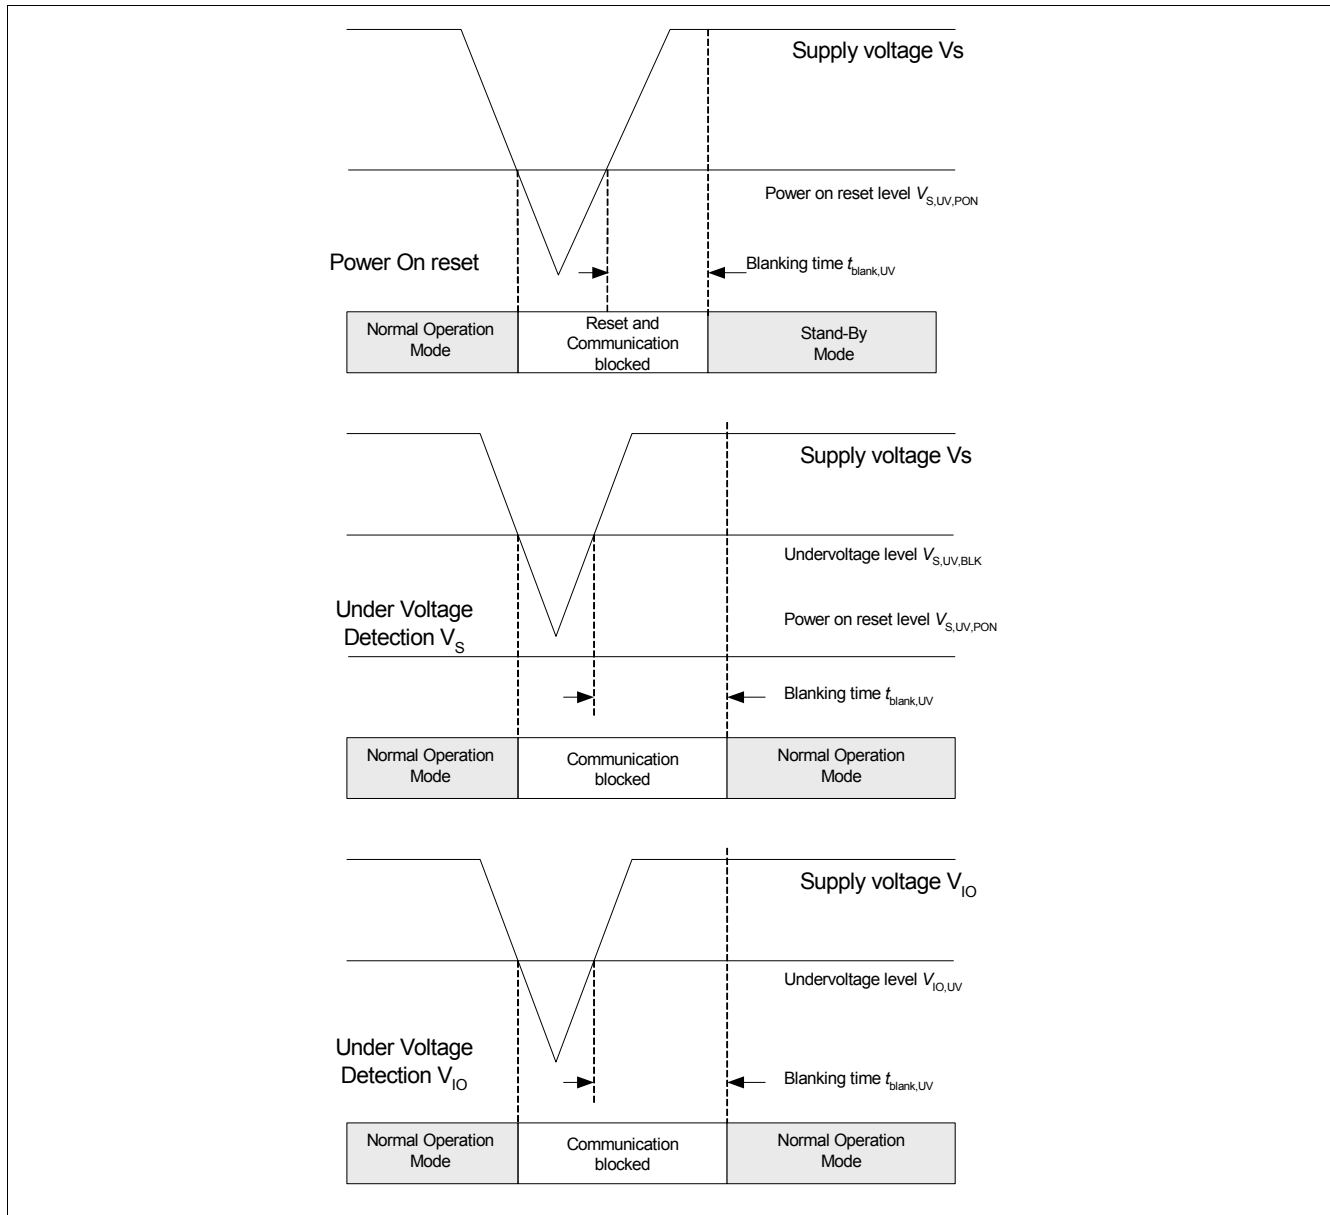 Supply voltage Vs
Power on reset level V_S,UV,PON
Power On reset
Blanking time t_blank,UV
Normal Operation
Mode
Reset and
Communication
blocked
Stand-By
Mode
Supply voltage Vs
Undervoltage level V_S,UV,BLK
Under Voltage
Detection V_S
Power on reset level V_S,UV,PON
Blanking time t_blank,UV
Normal Operation
Mode
Communication
blocked
Normal Operation
Mode
Supply voltage V_IO
Undervoltage level V_IO,UV
Under Voltage
Detection V_IO
Blanking time t_blank,UV
Normal Operation
Mode
Communication
blocked
Normal Operation
Mode